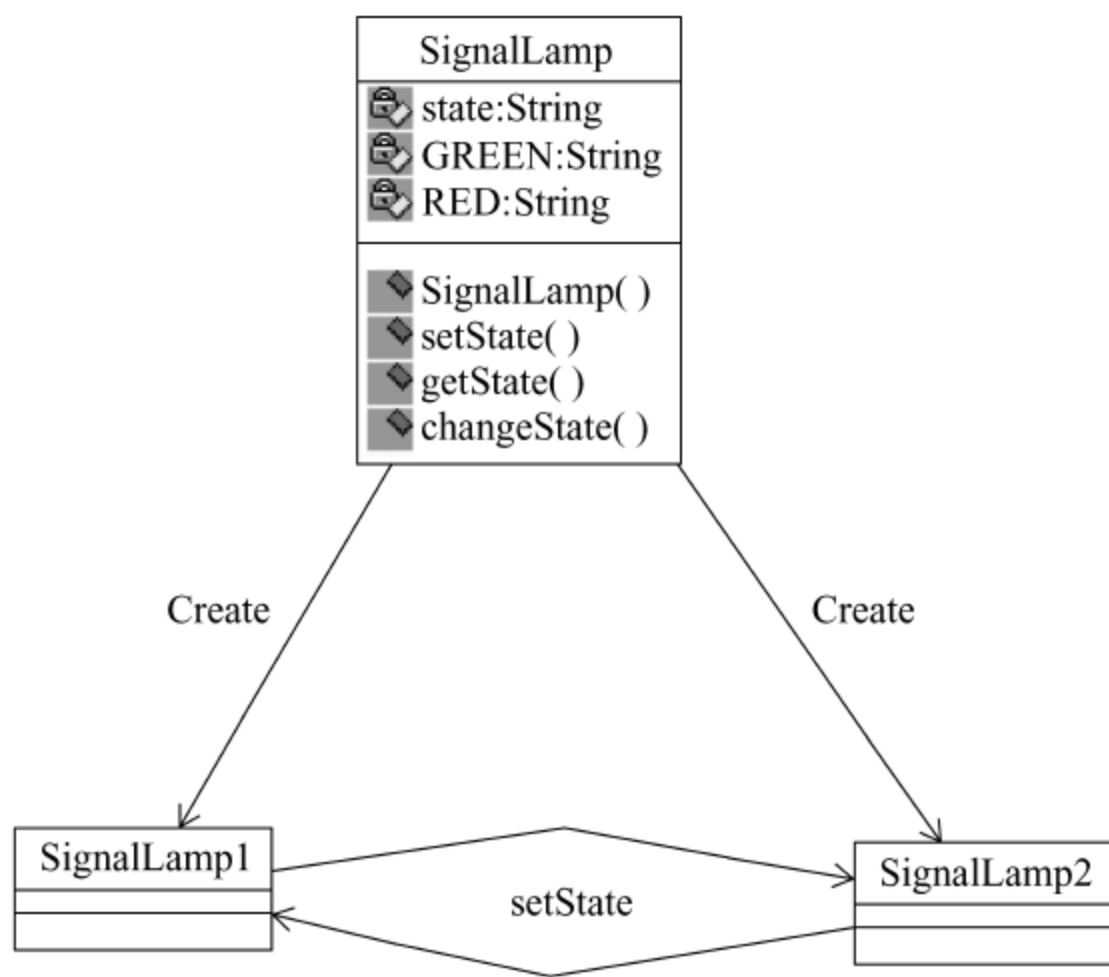 SignalLamp
state:String
GREEN:String
RED:String
SignalLamp( )
setState( )
getState( )
changeState( )
Create
Create
SignalLamp1
SignalLamp2
setState